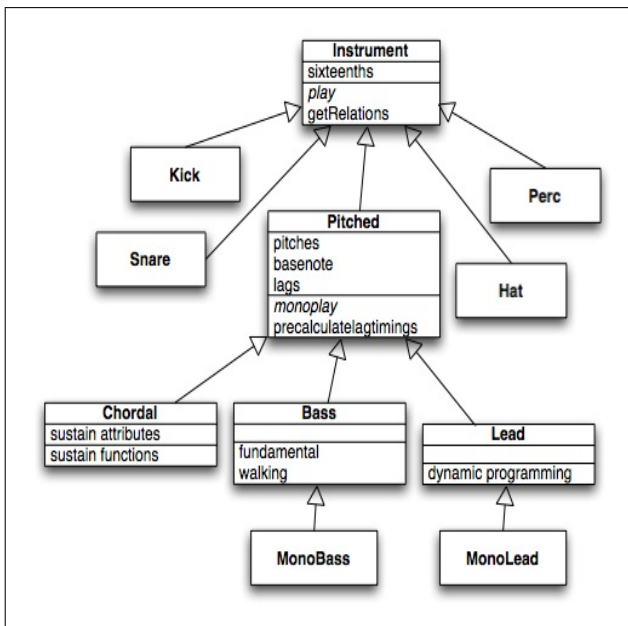 Instrument
sixteenths
play
getRelations
Kick
Perc
Pitched
pitches
basenote
lags
monoplay
precalculatelagtimings
Snare
Hat
Chordal
sustain attributes
sustain functions
Bass
fundamental
walking
Lead
dynamic programming
MonoBass
MonoLead